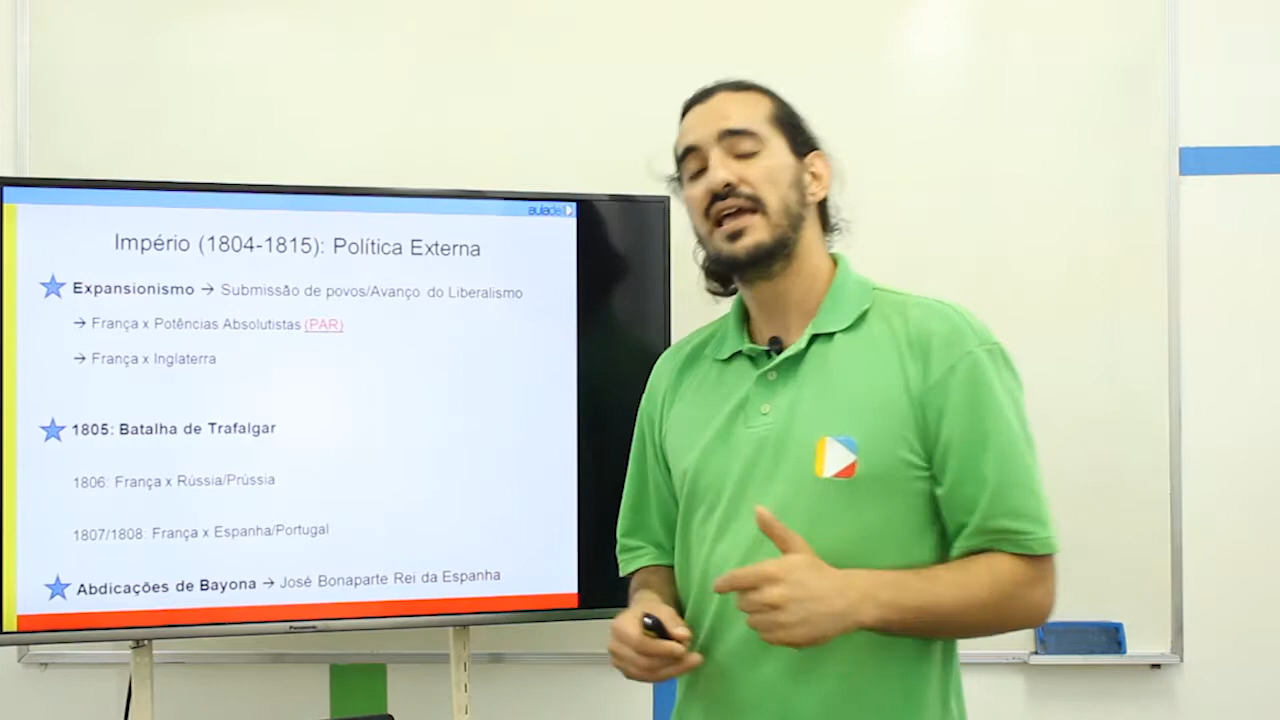 aulade
Império (1804-1815): Política Externa
Expansionismo → Submissão de povos/Avanço do Liberalismo
→ França x Potências Absolutistas (PAR)
→ França x Inglaterra
1805: Batalha de Trafalgar
1806: França x Rússia/Prússia
1807/1808: França x Espanha/Portugal
Abdicações de Bayona → José Bonaparte Rei da Espanha
Panasonic